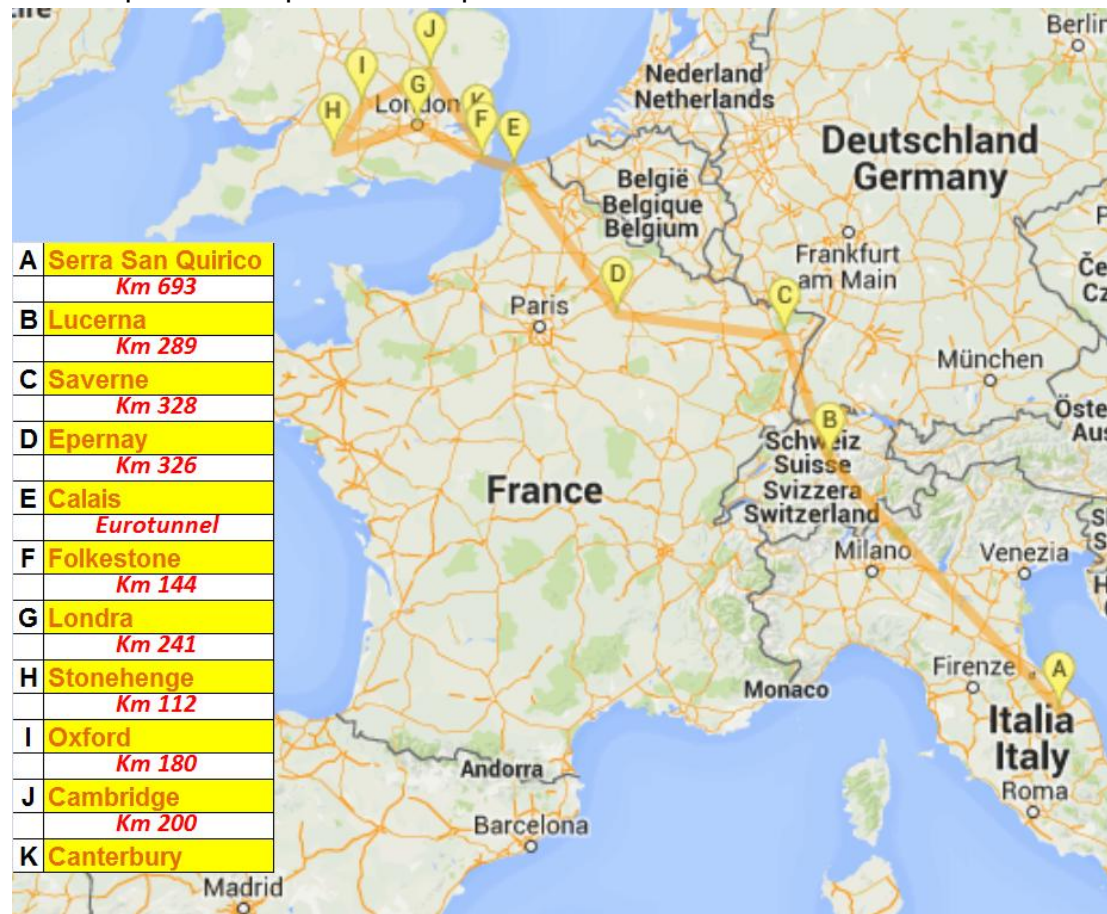 Berlin
J
I
Nederland
Netherlands
G
London
K
H
F
E
Deutschland
Germany
België
Belgique
Belgium
Frankfurt
am Main
D
C
Paris
München
B
Schweiz
Suisse
Svizzera
Switzerland
France
Milano
Venezia
Firenze
A
Monaco
Italia
Italy
Roma
Andorra
Barcelona
Madrid
A Serra San Quirico
Km 693
B Lucerna
Km 289
C Saverne
Km 328
D Epernay
Km 326
E Calais
Eurotunnel
F Folkestone
Km 144
G Londra
Km 241
H Stonehenge
Km 112
I Oxford
Km 180
J Cambridge
Km 200
K Canterbury